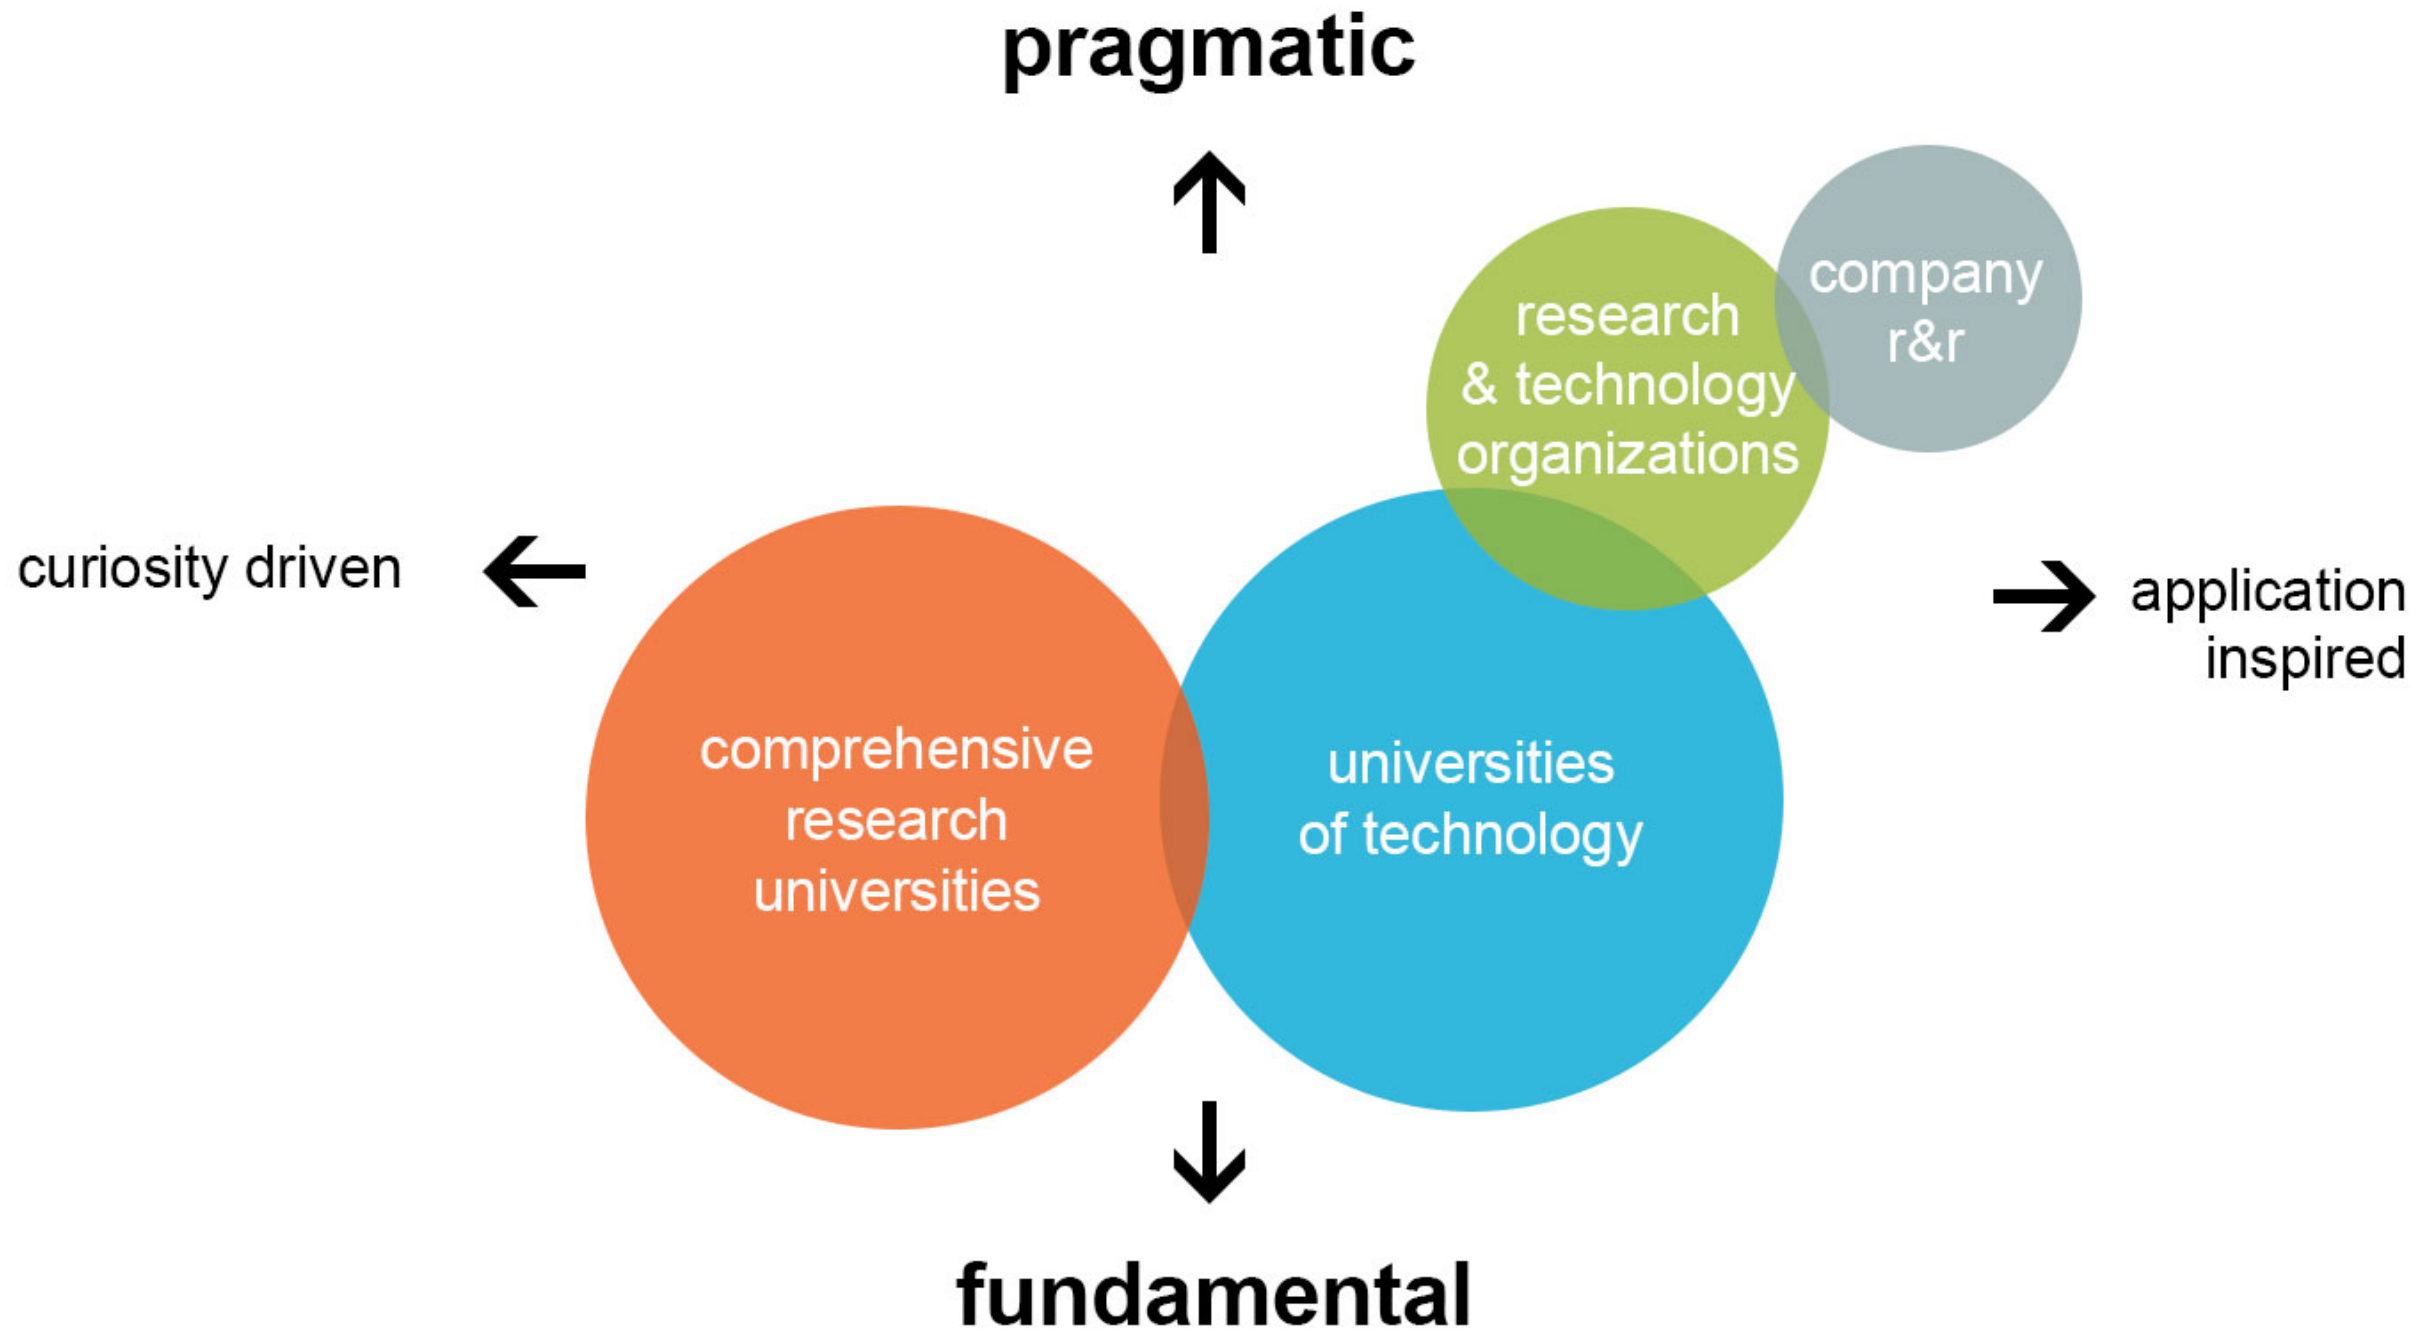 pragmatic
company
r&r
research
& technology
organizations
curiosity driven
application
inspired
comprehensive
research
universities
universities
of technology
fundamental